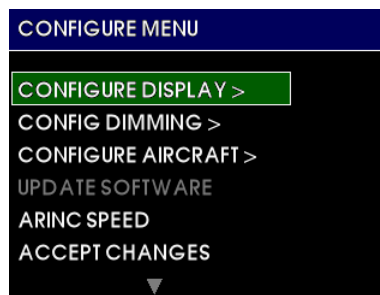 CONFIGURE MENU
CONFIGURE DISPLAY >
CONFIG DIMMING >
CONFIGURE AIRCRAFT >
UPDATE SOFTWARE
ARINC SPEED
ACCEPT CHANGES